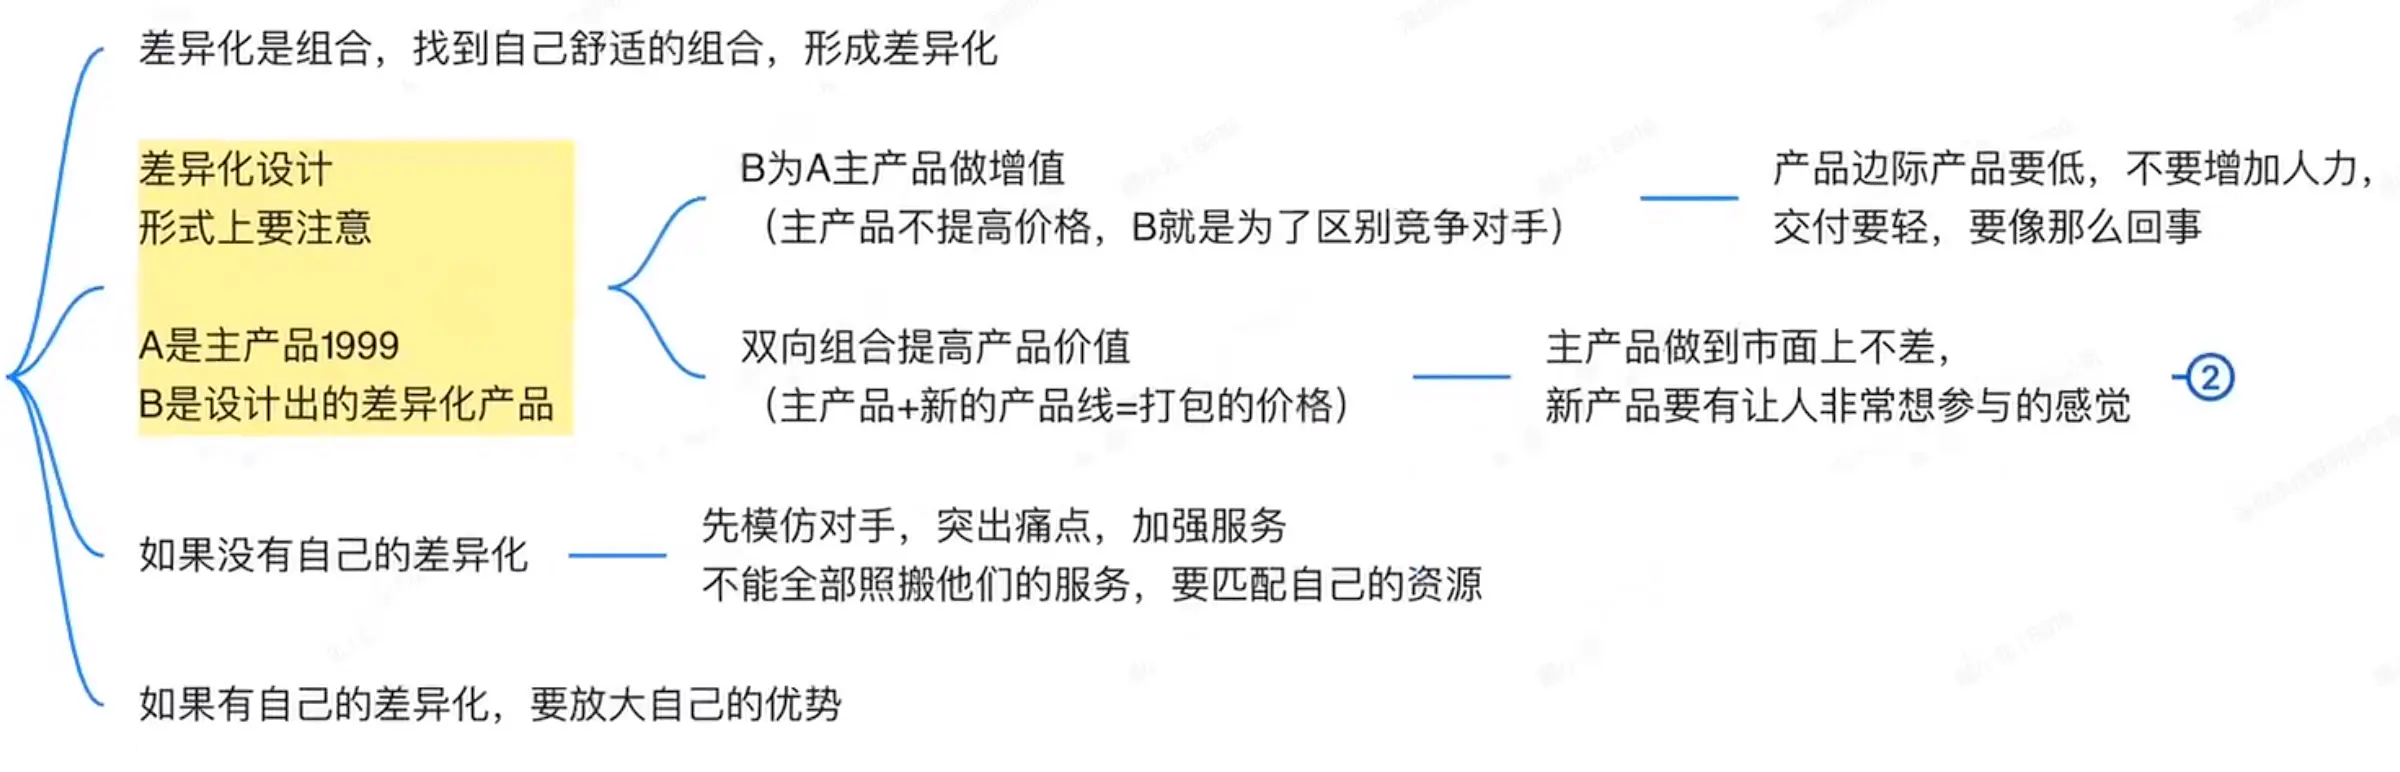 差异化是组合，找到自己舒适的组合，形成差异化
差异化设计
形式上要注意
A是主产品1999
B是设计出的差异化产品
B为A主产品做增值
（主产品不提高价格，B就是为了区别竞争对手）
产品边际产品要低，不要增加人力，
交付要轻，要像那么回事
双向组合提高产品价值
（主产品+新的产品线=打包的价格）
主产品做到市面上不差，
新产品要有让人非常想参与的感觉
2
如果没有自己的差异化
先模仿对手，突出痛点，加强服务
不能全部照搬他们的服务，要匹配自己的资源
如果有自己的差异化，要放大自己的优势